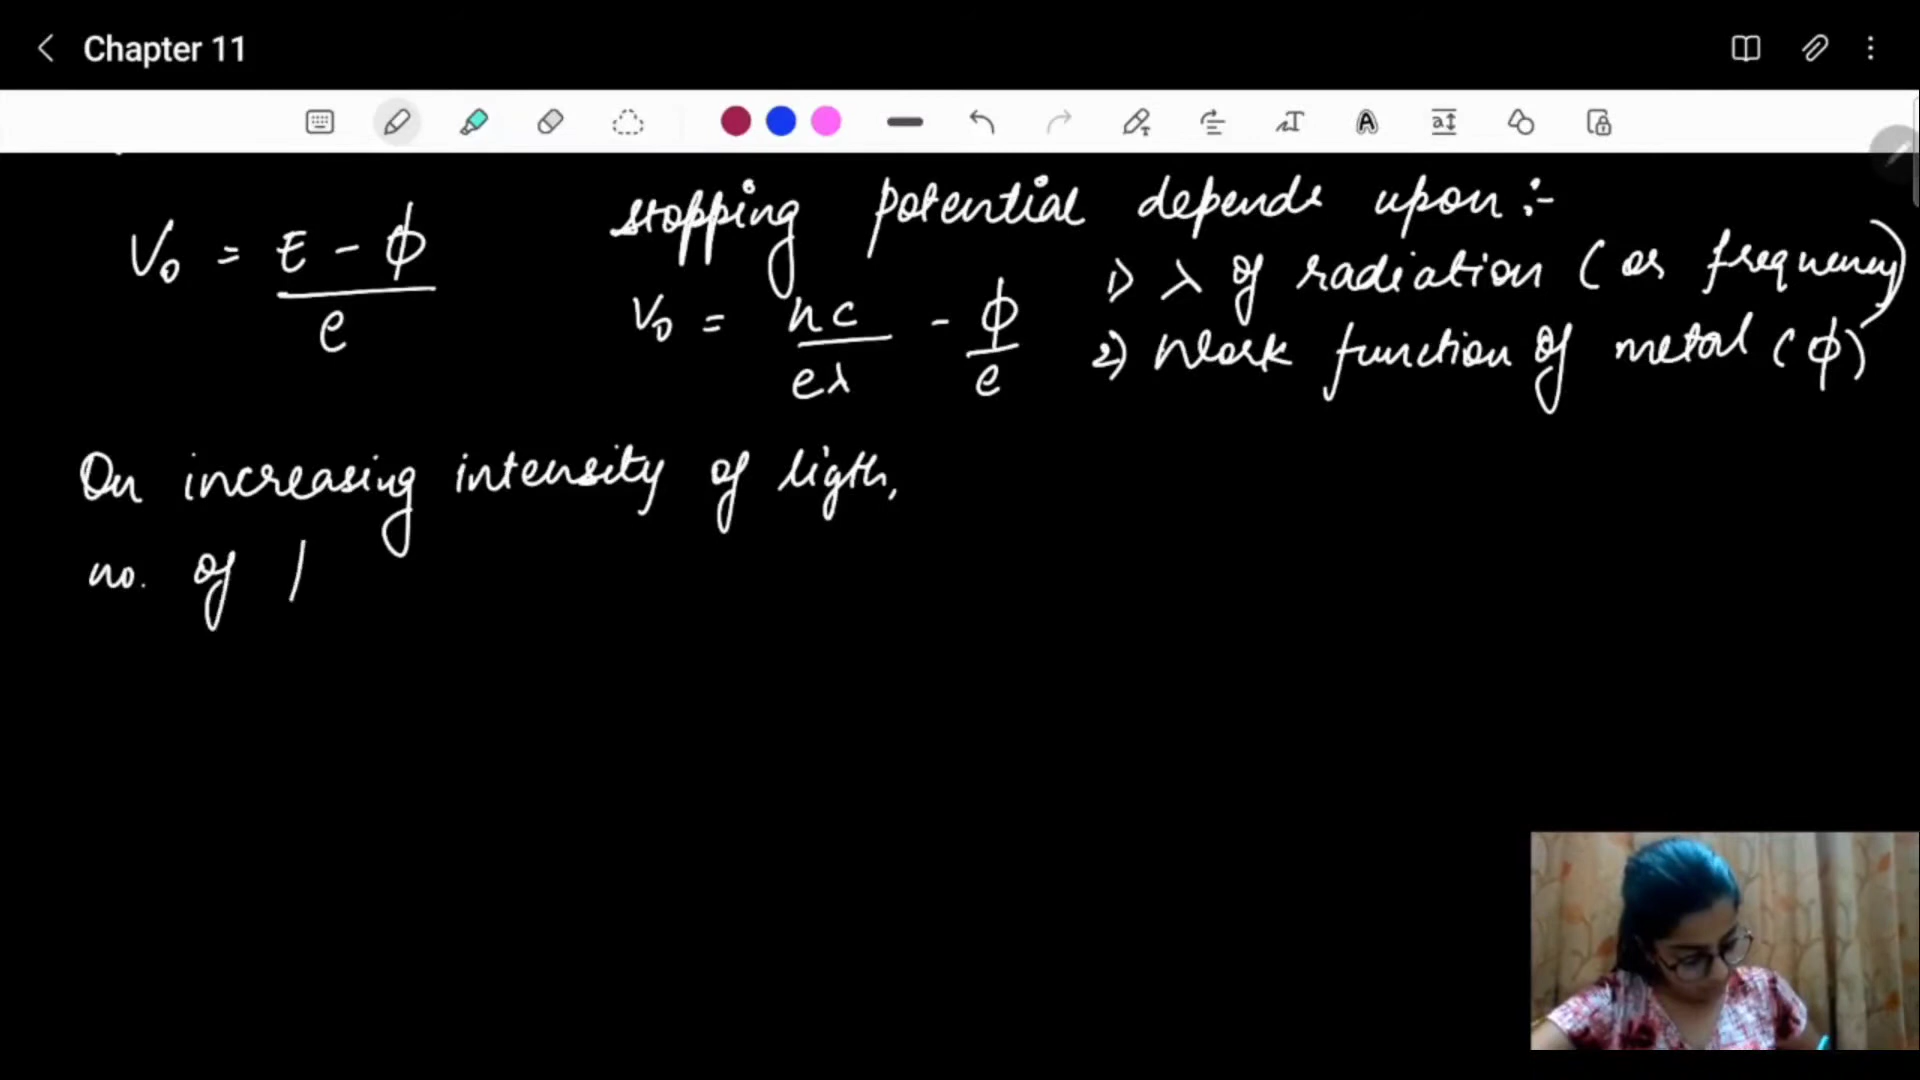 Chapter 11
V₀ = E - ϕ / e
stopping potential depends upon :-
V₀ = hc / eλ - ϕ / e
1) λ of radiation (or frequency)
2) Work function of metal (ϕ)
On increasing intensity of ligth,
no. of